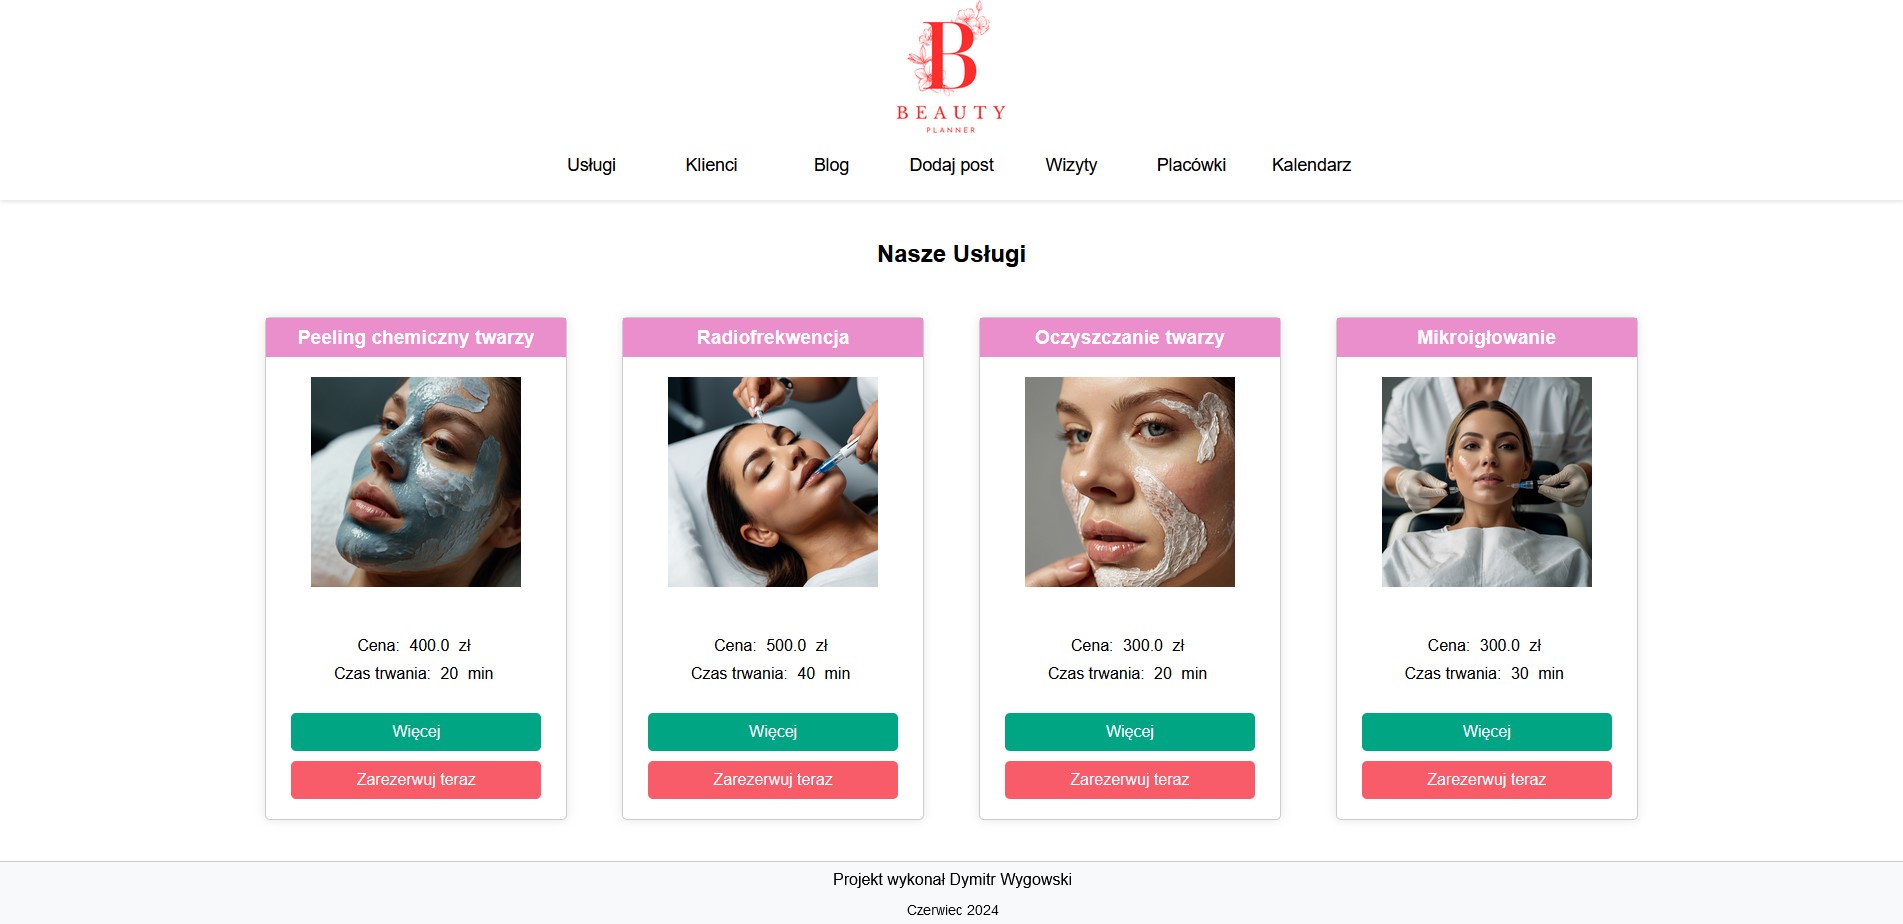 B
BEAUTY
PLANNER
Usługi Klienci Blog Dodaj post Wizyty Placówki Kalendarz
Nasze Usługi
Peeling chemiczny twarzy
Cena: 400.0 zł
Czas trwania: 20 min
Więcej
Zarezerwuj teraz
Radiofrekwencja
Cena: 500.0 zł
Czas trwania: 40 min
Więcej
Zarezerwuj teraz
Oczyszczanie twarzy
Cena: 300.0 zł
Czas trwania: 20 min
Więcej
Zarezerwuj teraz
Mikroigłowanie
Cena: 300.0 zł
Czas trwania: 30 min
Więcej
Zarezerwuj teraz
Projekt wykonał Dymitr Wygowski
Czerwiec 2024